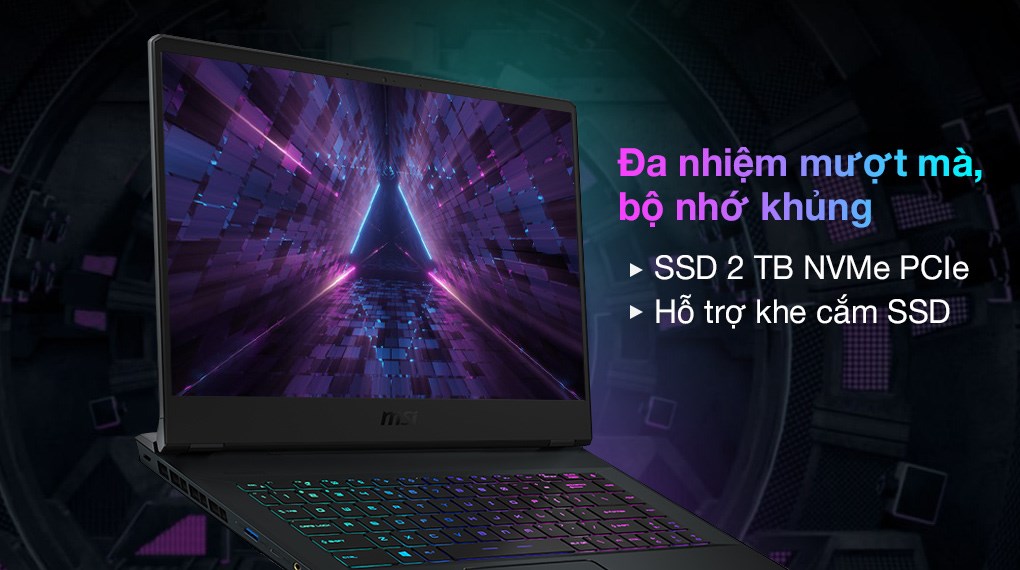 Đa nhiệm mượt mà,
bộ nhớ khủng
▸ SSD 2 TB NVMe PCIe
▸ Hỗ trợ khe cắm SSD
msi